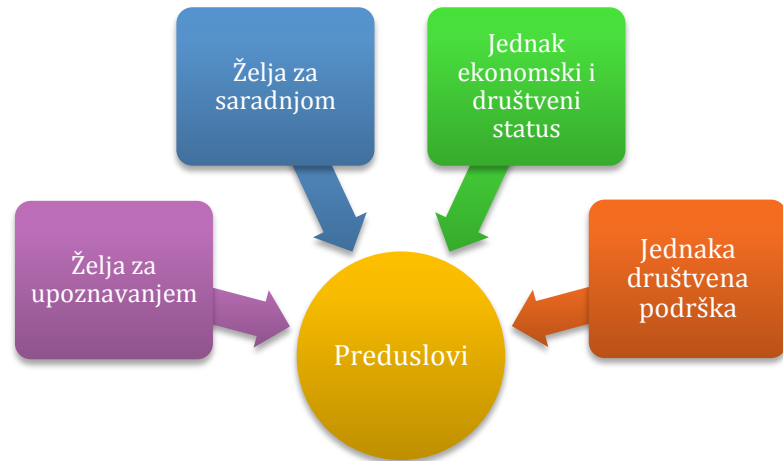 Želja za
upoznavanjem
Želja za
saradnjom
Jednak
ekonomski i
društveni
status
Jednaka
društvena
podrška
Preduslovi